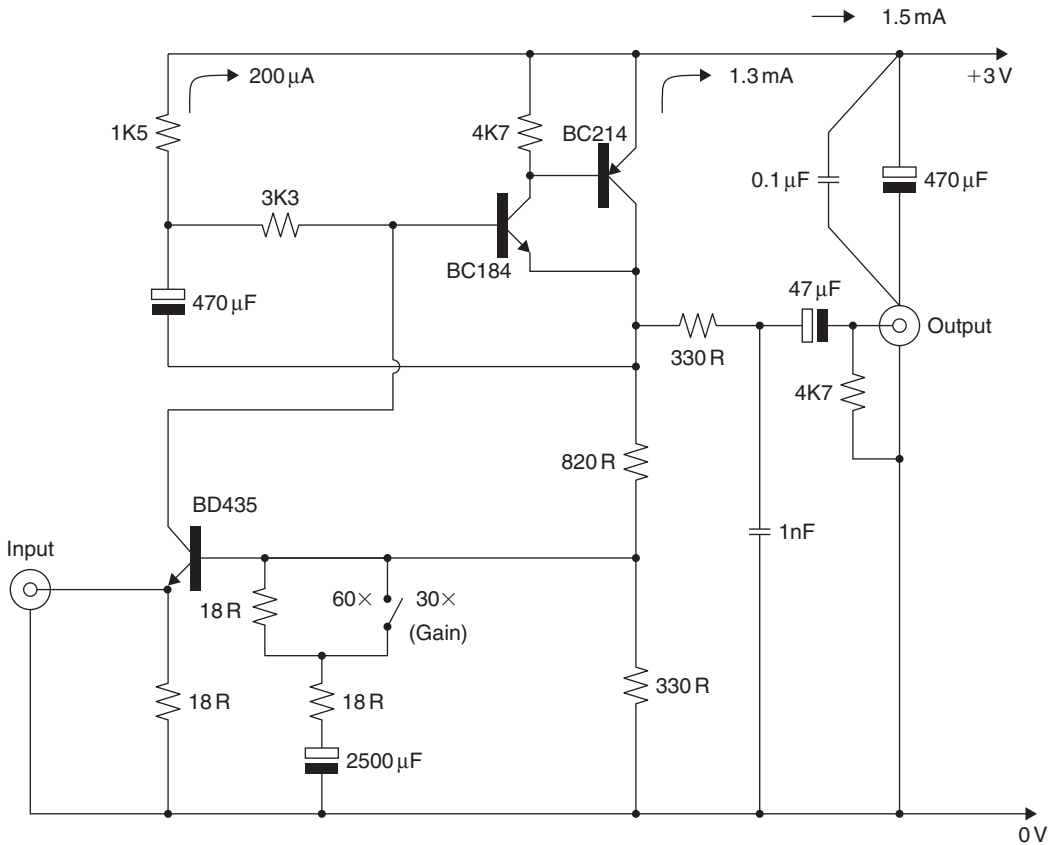 1.5 mA
+3 V
200 µA
1.3 mA
1K5
4K7
BC214
0.1 µF
470 µF
3K3
BC184
470 µF
47 µF
Output
330 R
4K7
820 R
BD435
1nF
Input
18 R
60×
30×
(Gain)
18 R
18 R
330 R
2500 µF
0 V